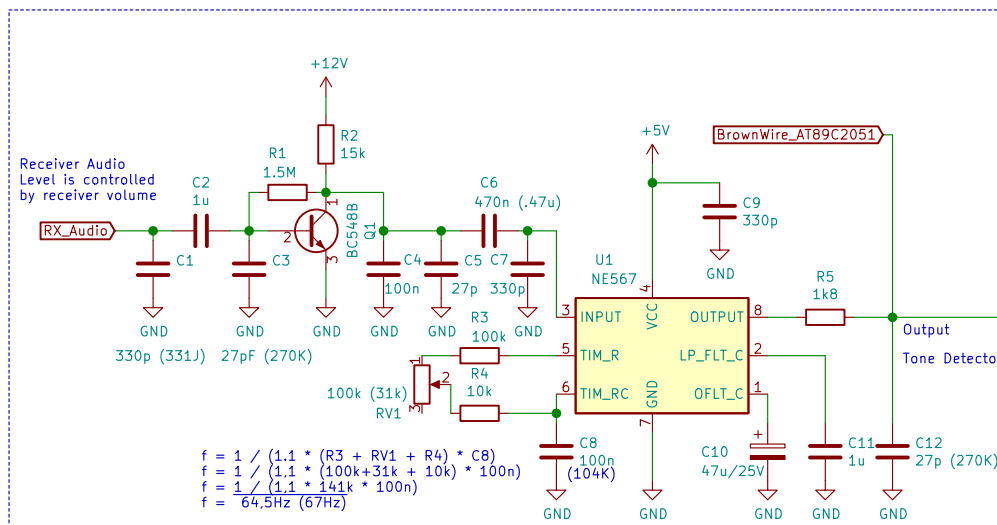 +12V
R2
15k
+5V
BrownWire_AT89C2051
Receiver Audio
Level is controlled
by receiver volume
R1
1.5M
C2
1u
C6
470n (.47u)
C9
330p
RX_Audio
1
2
3
BC548B
Q1
C1
C3
C4
100n
C5
27p
C7
330p
GND
U1
NE567
R5
1k8
GND
GND
GND
GND
GND
GND
330p (331J)
27pF (270K)
R3
100k
4
VCC
3
INPUT
OUTPUT
8
Output
5
TIM_R
LP_FLT_C
2
Tone Detecto
1
2
3
100k (31k)
RV1
R4
10k
6
TIM_RC
GND
OFLT_C
1
7
f = 1 / (1.1 * (R3 + RV1 + R4) * C8)
f = 1 / (1.1 * (100k+31k + 10k) * 100n)
f = 1 / (1,1 * 141k * 100n)
f = 64,5Hz (67Hz)
C8
100n
(104K)
C10
47u/25V
+
C11
1u
C12
27p (270K)
GND
GND
GND
GND
GND